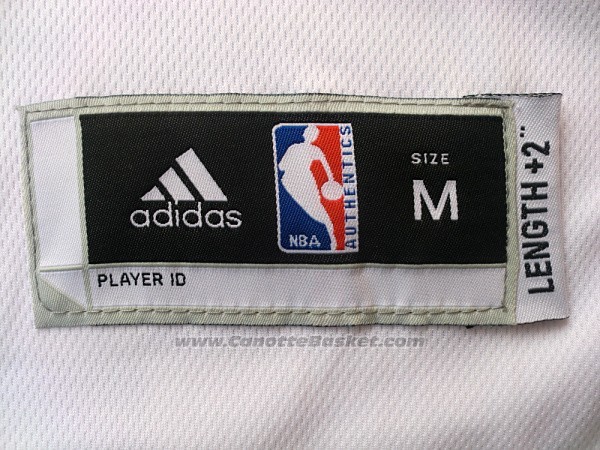 adidas
NBA
AUTHENTICS
SIZE
M
LENGTH +2"
PLAYER ID
www.CanotteBasket.com